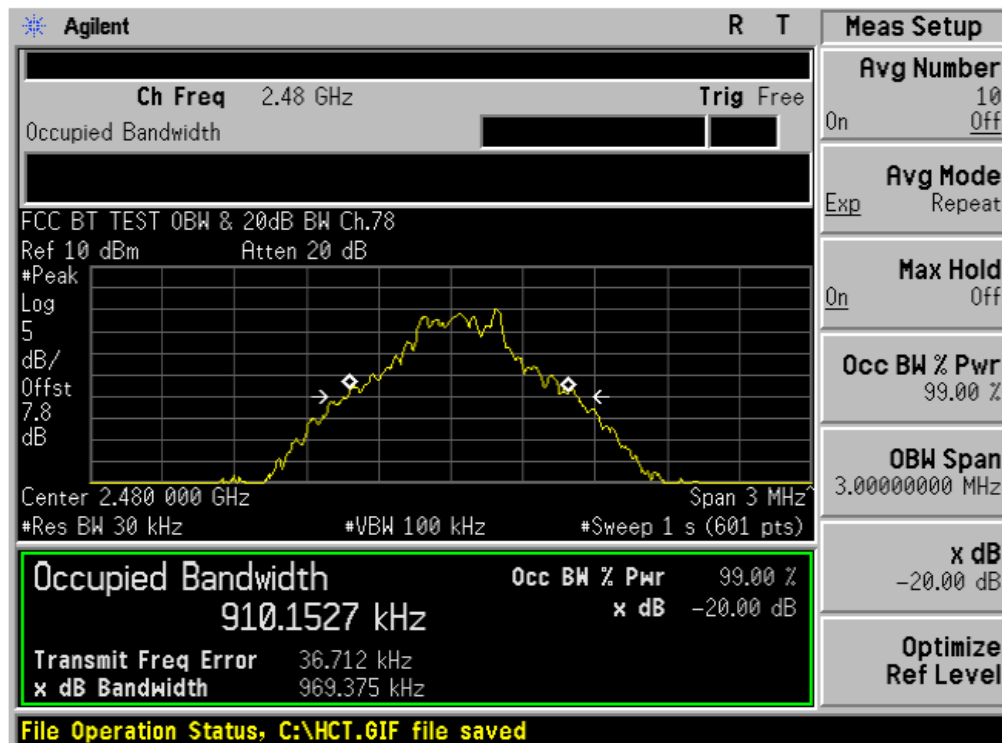 Agilent R T
Ch Freq 2.48 GHz Trig Free
Occupied Bandwidth
FCC BT TEST OBW & 20dB BW Ch.78
Ref 10 dBm Atten 20 dB
#Peak
Log
5
dB/
Offst
7.8
dB
Center 2.480 000 GHz Span 3 MHz^
#Res BW 30 kHz #VBW 100 kHz #Sweep 1 s (601 pts)
Occupied Bandwidth
910.1527 kHz
Occ BW % Pwr 99.00 %
x dB -20.00 dB
Transmit Freq Error 36.712 kHz
x dB Bandwidth 969.375 kHz
File Operation Status, C:\HCT.GIF file saved
Meas Setup
Avg Number
10
On Off
Avg Mode
Exp Repeat
Max Hold
On Off
Occ BW % Pwr
99.00 %
OBW Span
3.00000000 MHz
x dB
-20.00 dB
Optimize
Ref Level